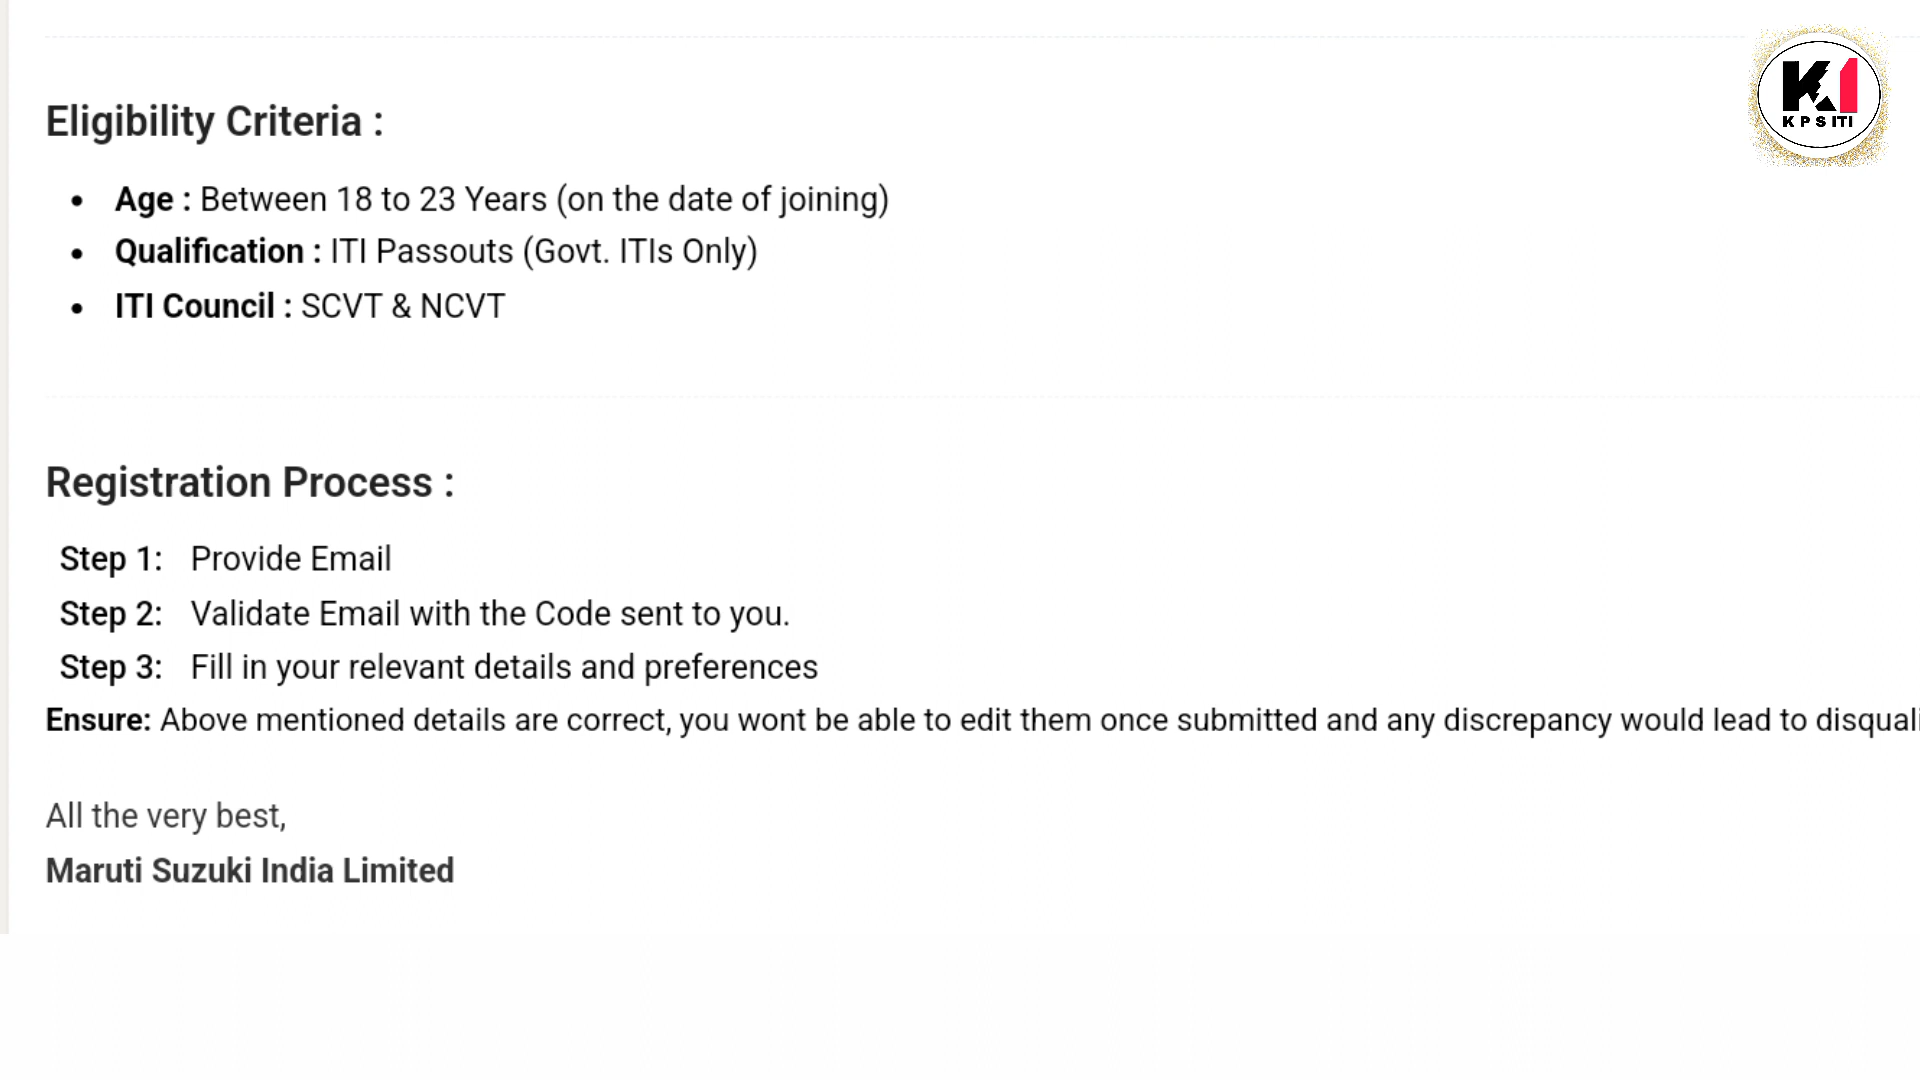 K1
K P S ITI
Eligibility Criteria :
• Age : Between 18 to 23 Years (on the date of joining)
• Qualification : ITI Passouts (Govt. ITIs Only)
• ITI Council : SCVT & NCVT
Registration Process :
Step 1: Provide Email
Step 2: Validate Email with the Code sent to you.
Step 3: Fill in your relevant details and preferences
Ensure: Above mentioned details are correct, you wont be able to edit them once submitted and any discrepancy would lead to disquali
All the very best,
Maruti Suzuki India Limited